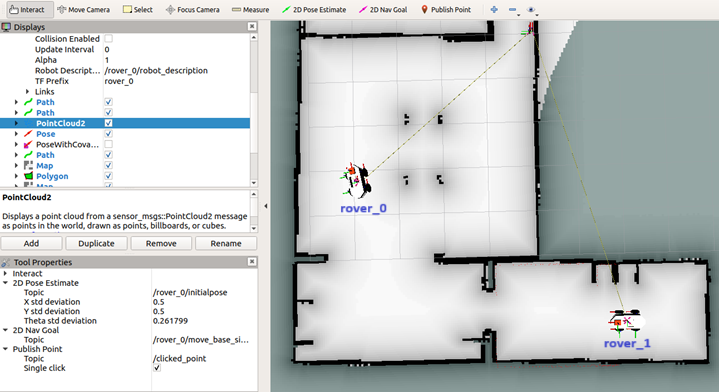 Interact Move Camera Select Focus Camera Measure 2D Pose Estimate 2D Nav Goal Publish Point
Displays
Collision Enabled
Update Interval 0
Alpha 1
Robot Descript... /rover_0/robot_description
TF Prefix rover_0
Links
Path
Path
PointCloud2
Pose
PoseWithCova...
Path
Map
Polygon
Map
PointCloud2
Displays a point cloud from a sensor_msgs::PointCloud2 message
as points in the world, drawn as points, billboards, or cubes.
Add Duplicate Remove Rename
Tool Properties
Interact
2D Pose Estimate
Topic /rover_0/initialpose
X std deviation 0.5
Y std deviation 0.5
Theta std deviation 0.261799
2D Nav Goal
Topic /rover_0/move_base_si...
Publish Point
Topic /clicked_point
Single click
rover_0
rover_1